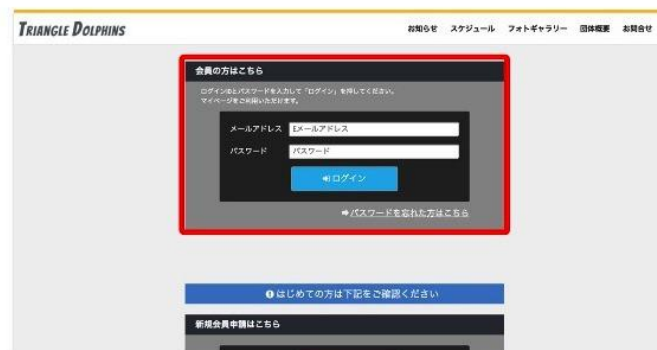 TRIANGLE DOLPHINS
お知らせ スケジュール フォトギャラリー 団体概要 お問合せ
会員の方はこちら
ログインIDとパスワードを入力して「ログイン」を押してください。
マイページをご利用いただけます。
メールアドレス Eメールアドレス
パスワード パスワード
ログイン
パスワードを忘れた方はこちら
はじめての方は下記をご確認ください
新規会員申請はこちら